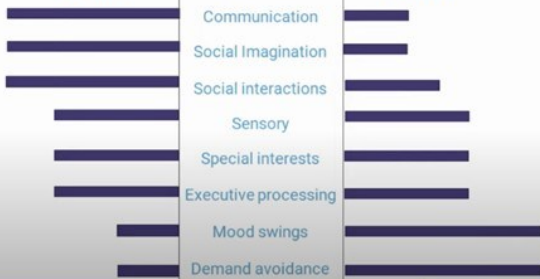 Communication
Social Imagination
Social interactions
Sensory
Special interests
Executive processing
Mood swings
Demand avoidance